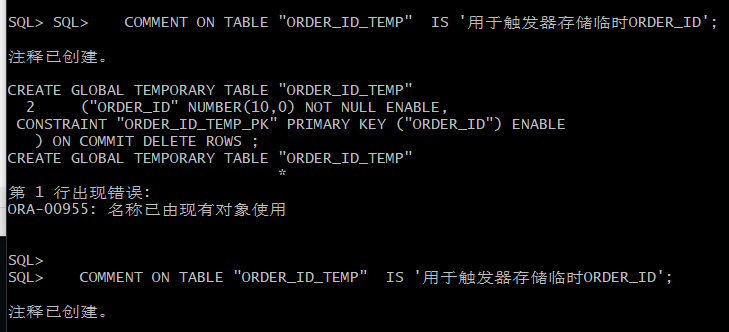 SQL> SQL>    COMMENT ON TABLE "ORDER_ID_TEMP"  IS '用于触发器存储临时ORDER_ID';
注释已创建。
CREATE GLOBAL TEMPORARY TABLE "ORDER_ID_TEMP"
  2     ("ORDER_ID" NUMBER(10,0) NOT NULL ENABLE,
 CONSTRAINT "ORDER_ID_TEMP_PK" PRIMARY KEY ("ORDER_ID") ENABLE
   ) ON COMMIT DELETE ROWS ;
CREATE GLOBAL TEMPORARY TABLE "ORDER_ID_TEMP"
                              *
第 1 行出现错误:
ORA-00955: 名称已由现有对象使用
SQL>
SQL>    COMMENT ON TABLE "ORDER_ID_TEMP"  IS '用于触发器存储临时ORDER_ID';
注释已创建。